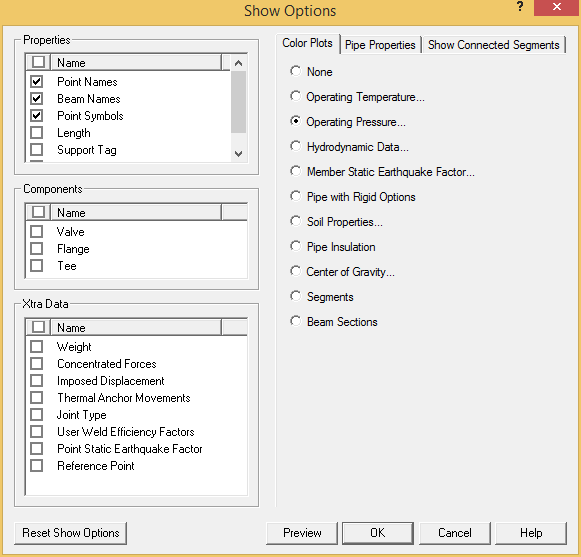 Show Options
?
Properties
Name
Point Names
Beam Names
Point Symbols
Length
Support Tag
Components
Name
Valve
Flange
Tee
Xtra Data
Name
Weight
Concentrated Forces
Imposed Displacement
Thermal Anchor Movements
Joint Type
User Weld Efficiency Factors
Point Static Earthquake Factor
Reference Point
Color Plots
Pipe Properties
Show Connected Segments
None
Operating Temperature...
Operating Pressure...
Hydrodynamic Data...
Member Static Earthquake Factor...
Pipe with Rigid Options
Soil Properties...
Pipe Insulation
Center of Gravity...
Segments
Beam Sections
Reset Show Options
Preview
OK
Cancel
Help